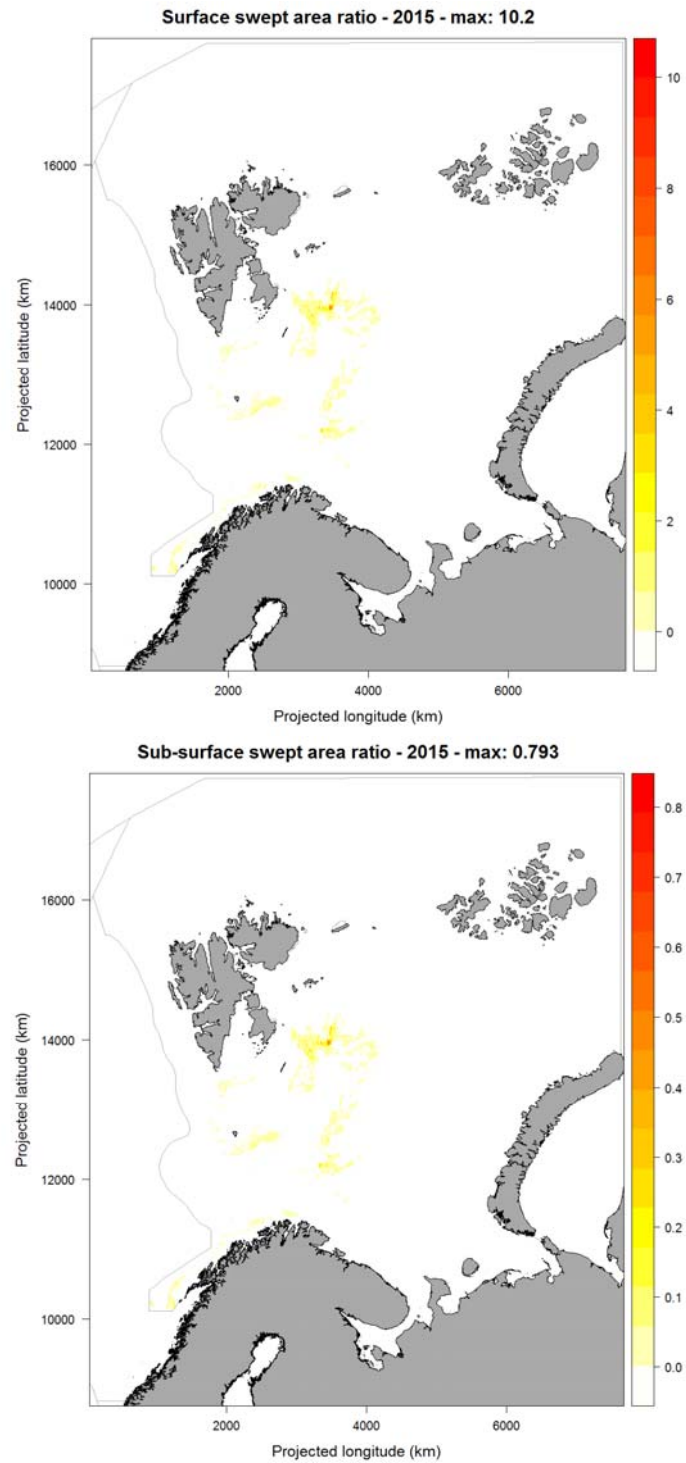 Surface swept area ratio - 2015 - max: 10.2
Projected latitude (km)
16000
14000
12000
10000
2000 4000 6000
Projected longitude (km)
10
8
6
4
2
0
Sub-surface swept area ratio - 2015 - max: 0.793
Projected latitude (km)
16000
14000
12000
10000
2000 4000 6000
Projected longitude (km)
0.8
0.7
0.6
0.5
0.4
0.3
0.2
0.1
0.0